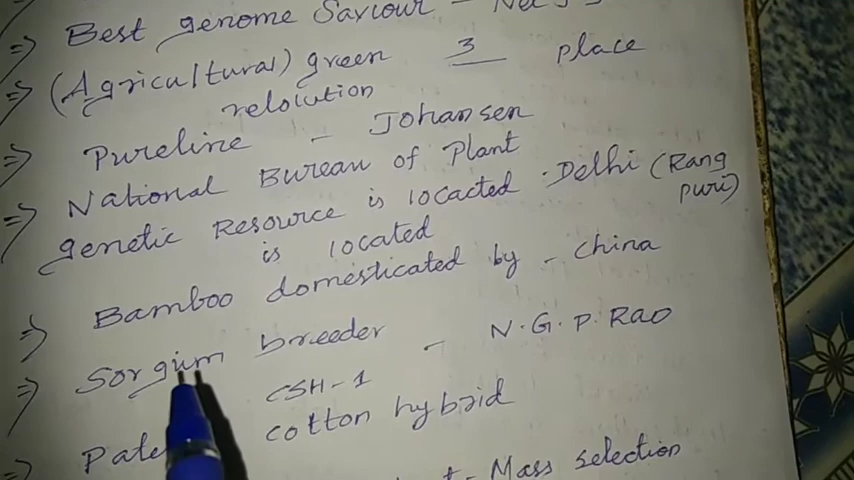 => Best genome Saviour -
=> (Agricultural) green 3 place
relolution
=> Pureline - Johansen
=> National Bureau of Plant
genetic Resource is locacted Delhi (Rang puri)
is located
=> Bamboo domesticated by - China
=> Sorgium breeder - N.G.P. Rao
CSH-1
=> cotton hybrid
- Mass selection